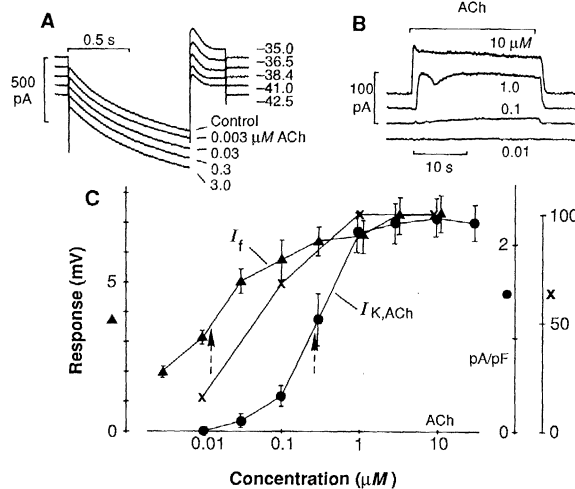 A
0.5 s
500
pA
−35.0
−36.5
−38.4
−41.0
−42.5
Control
0.003 μM ACh
0.03
0.3
3.0
B
ACh
10 μM
1.0
0.1
0.01
100
pA
10 s
C
If
IK,ACh
Response (mV)
5
0
2
0
pA/pF
100
50
0
x
ACh
0.01
0.1
1
10
Concentration (μM)